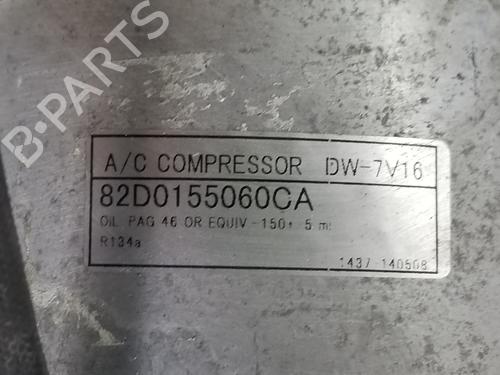 B-PARTS
A/C COMPRESSOR DW-7V16
82D0155060CA
OIL PAG 46 OR EQUIV -150± 5 ml
R134a
1437 140508